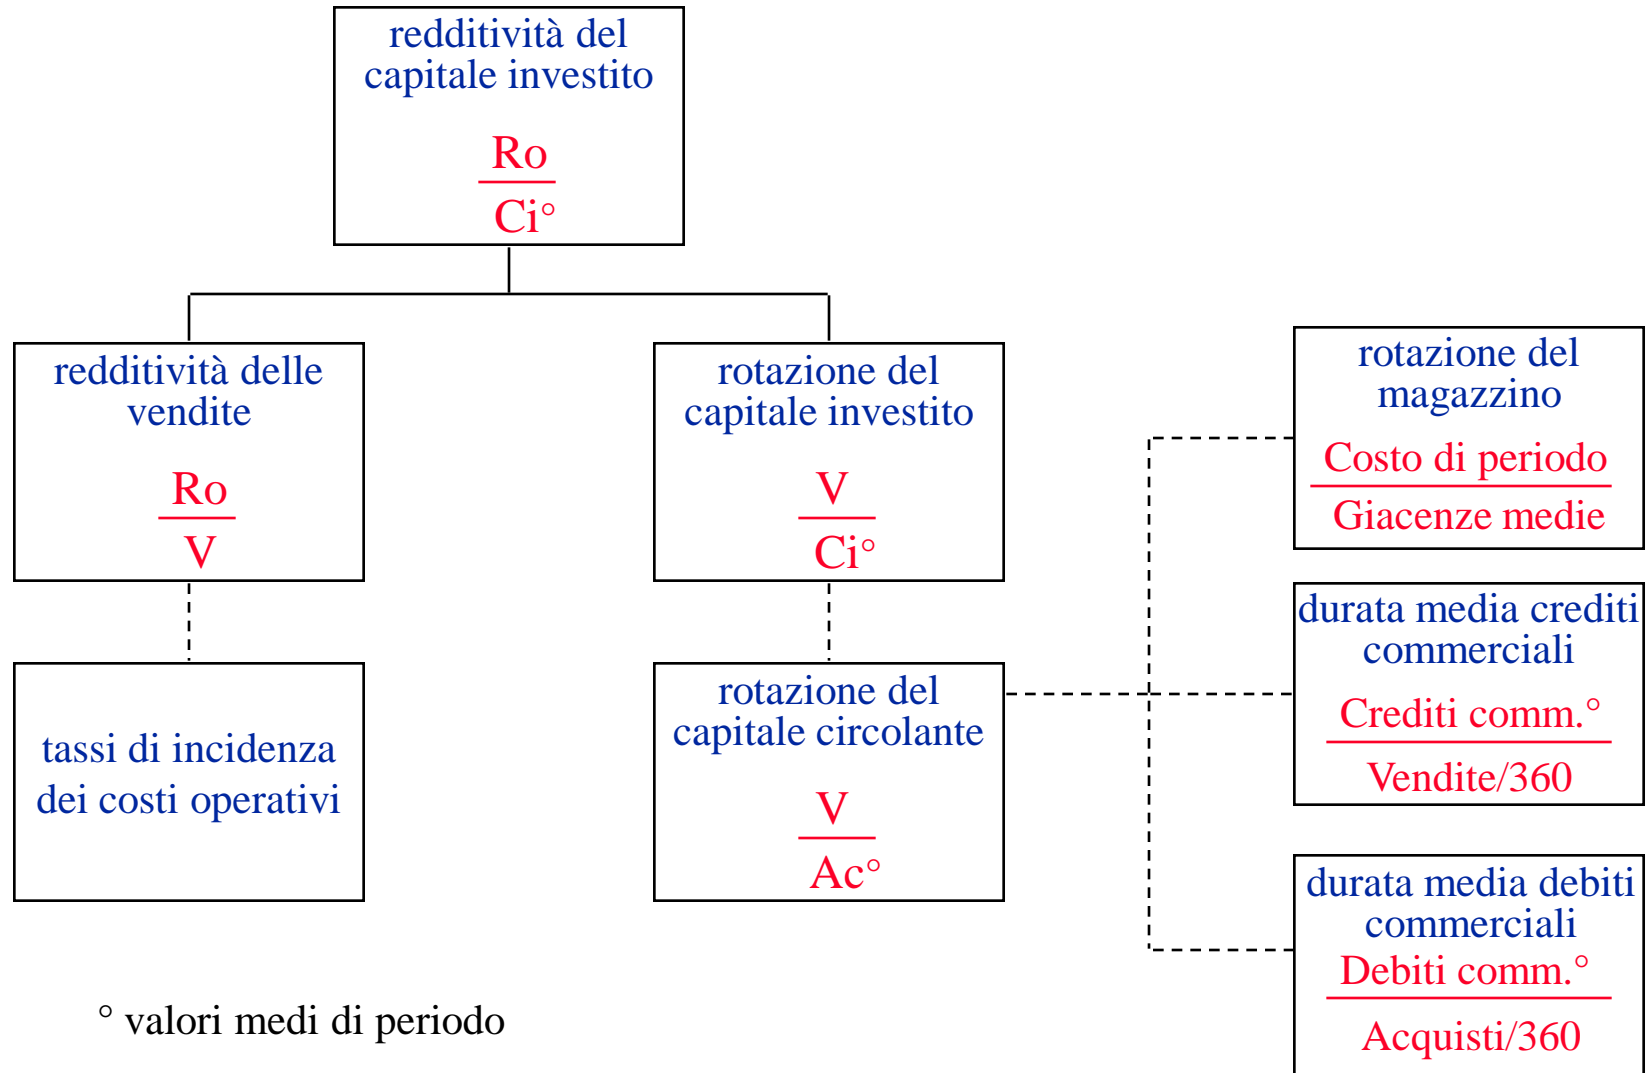 redditività del
capitale investito
Ro
Ci°
redditività delle
vendite
Ro
V
rotazione del
capitale investito
V
Ci°
rotazione del
magazzino
Costo di periodo
Giacenze medie
tassi di incidenza
dei costi operativi
rotazione del
capitale circolante
V
Ac°
durata media crediti
commerciali
Crediti comm.°
Vendite/360
durata media debiti
commerciali
Debiti comm.°
Acquisti/360
° valori medi di periodo